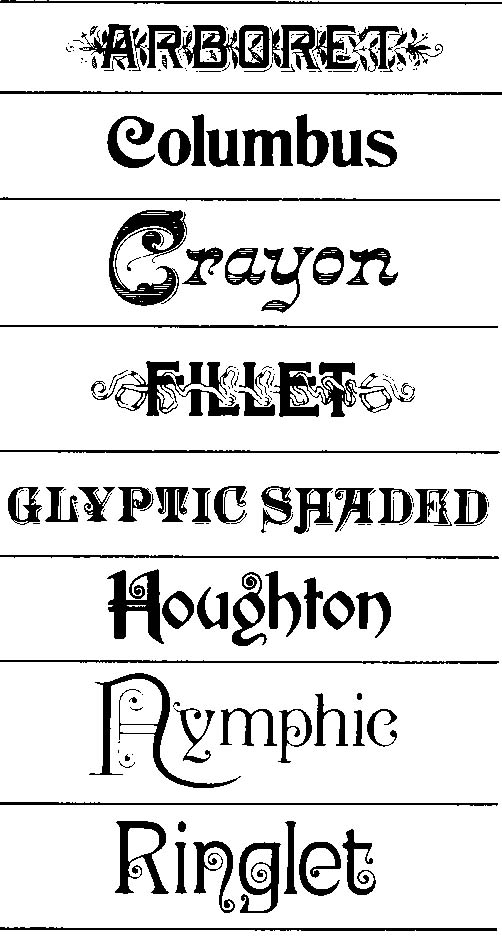 ARBORET
Columbus
Crayon
FILLET
GLYPTIC SHADED
Houghton
Nymphic
Ringlet